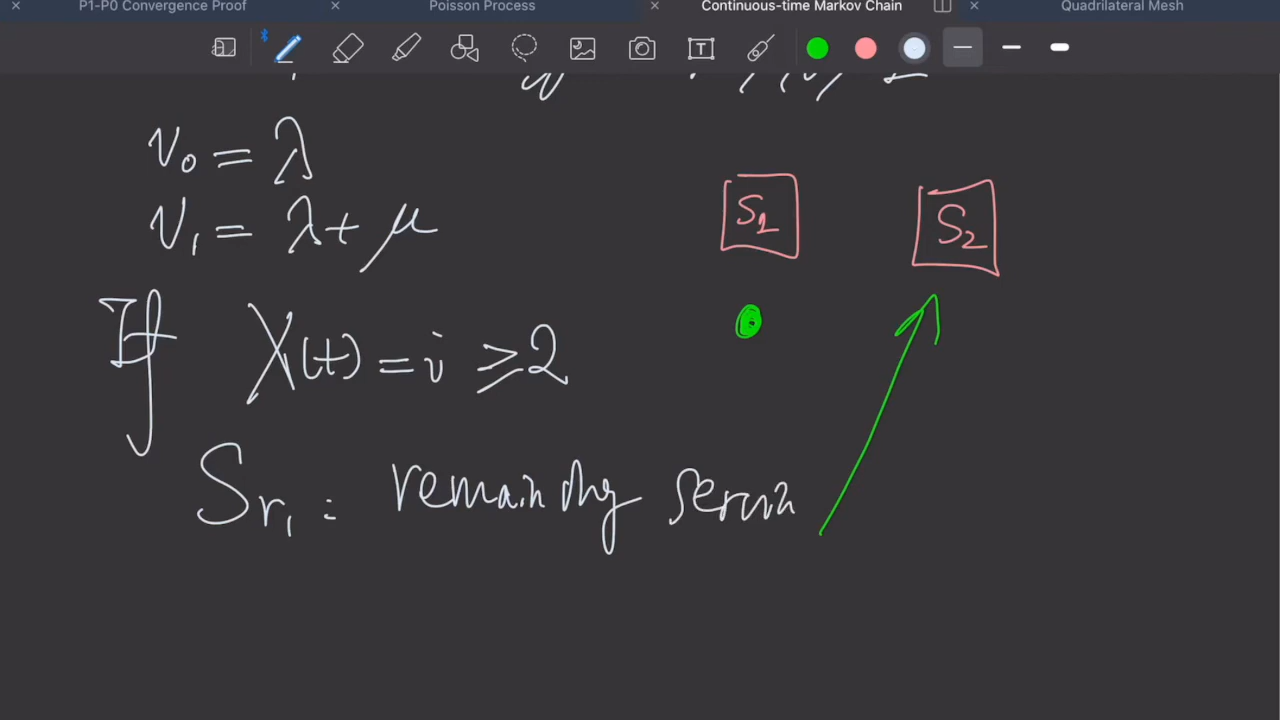 P1-P0 Convergence Proof
Poisson Process
Continuous-time Markov Chain
Quadrilateral Mesh
T
v₀ = λ
v₁ = λ + μ
S₁
S₂
If X(t) = i ≥ 2
Sr₁ : remaining